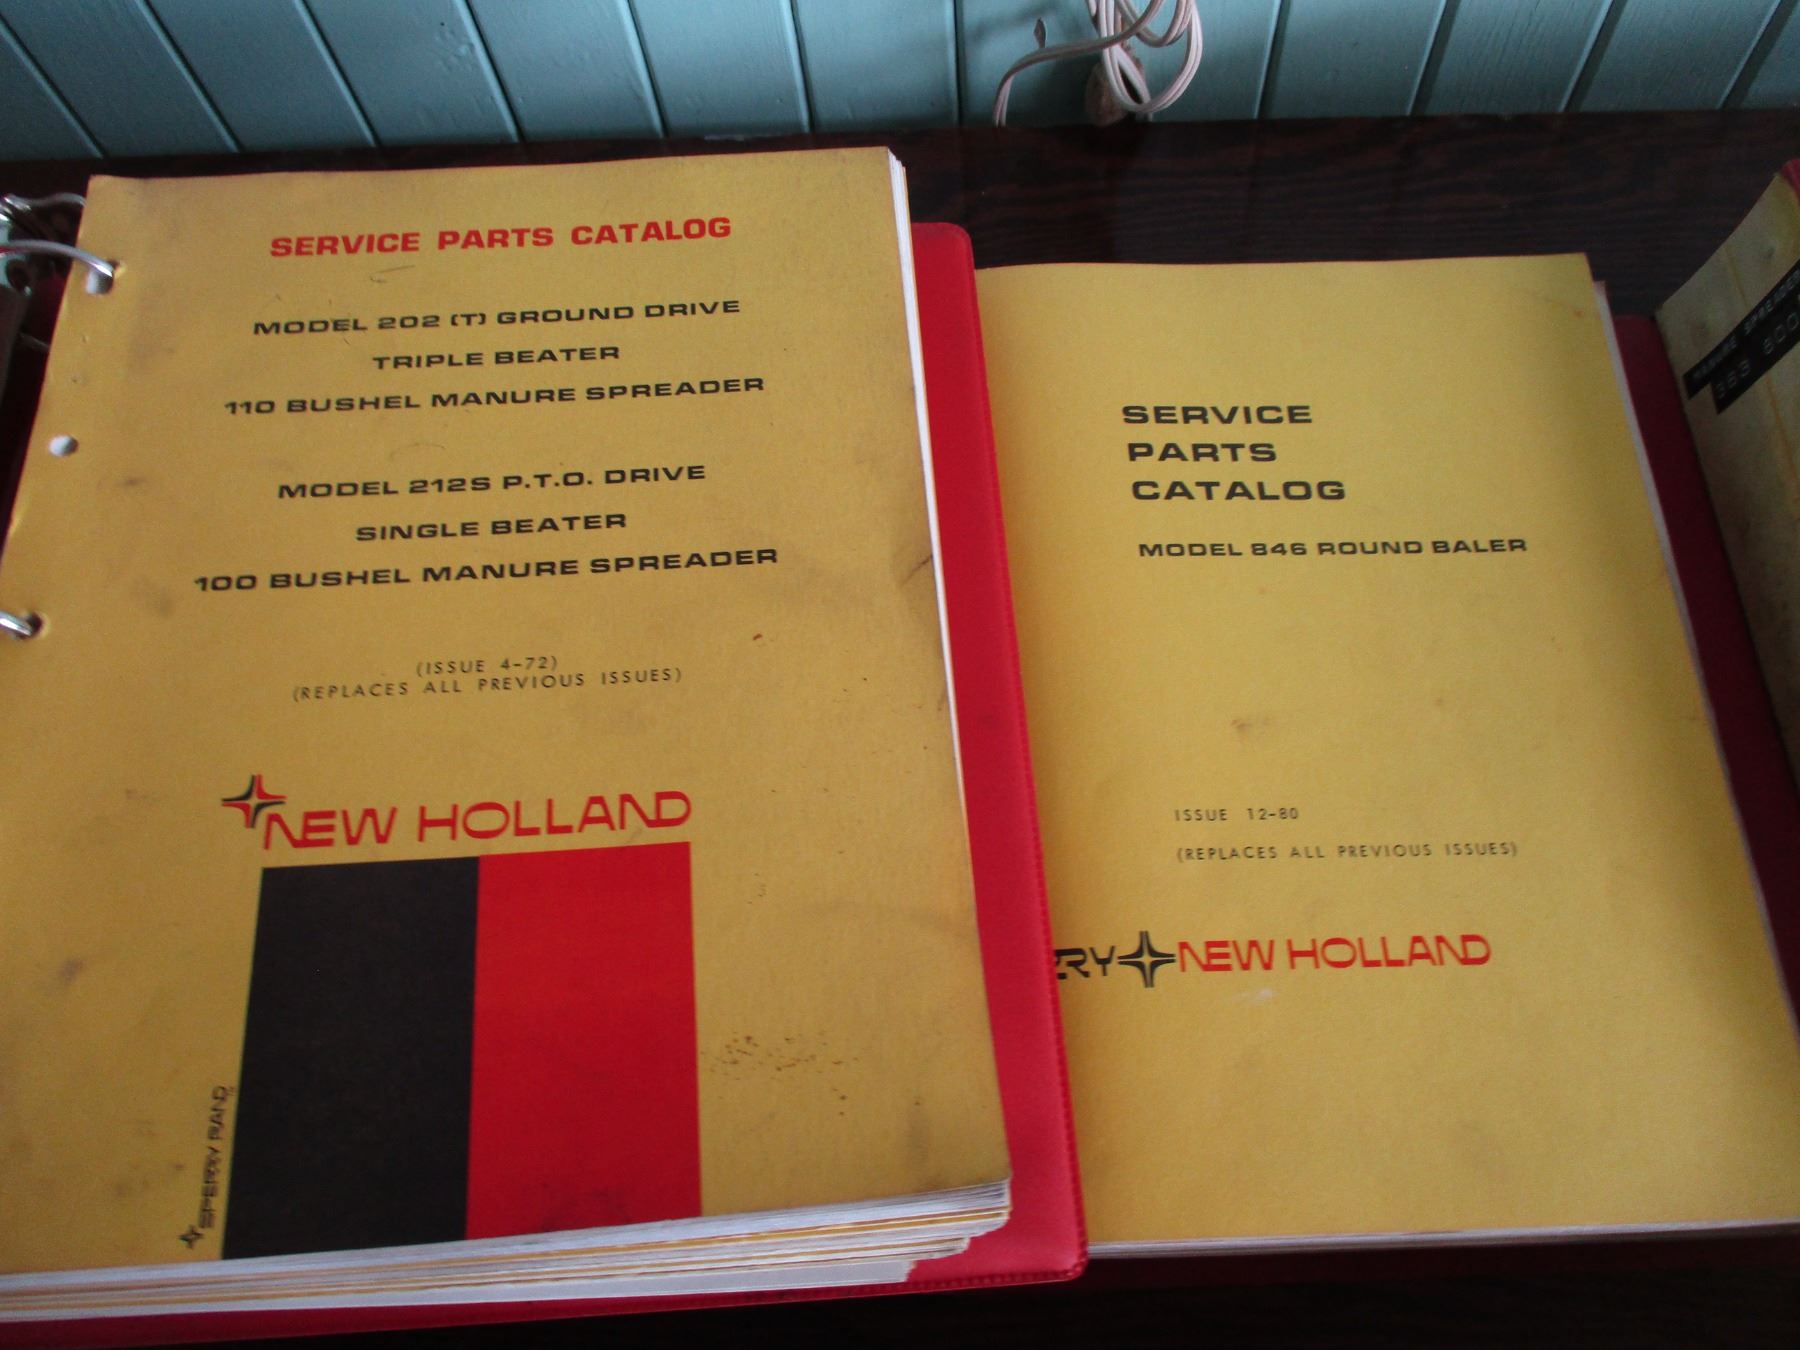 SERVICE PARTS CATALOG
MODEL 202 (T) GROUND DRIVE
TRIPLE BEATER
110 BUSHEL MANURE SPREADER
MODEL 212S P.T.O. DRIVE
SINGLE BEATER
100 BUSHEL MANURE SPREADER
(ISSUE 4-72)
(REPLACES ALL PREVIOUS ISSUES)
NEW HOLLAND
SPERRY RAND
SERVICE
PARTS
CATALOG
MODEL 846 ROUND BALER
ISSUE 12-80
(REPLACES ALL PREVIOUS ISSUES)
RRY NEW HOLLAND